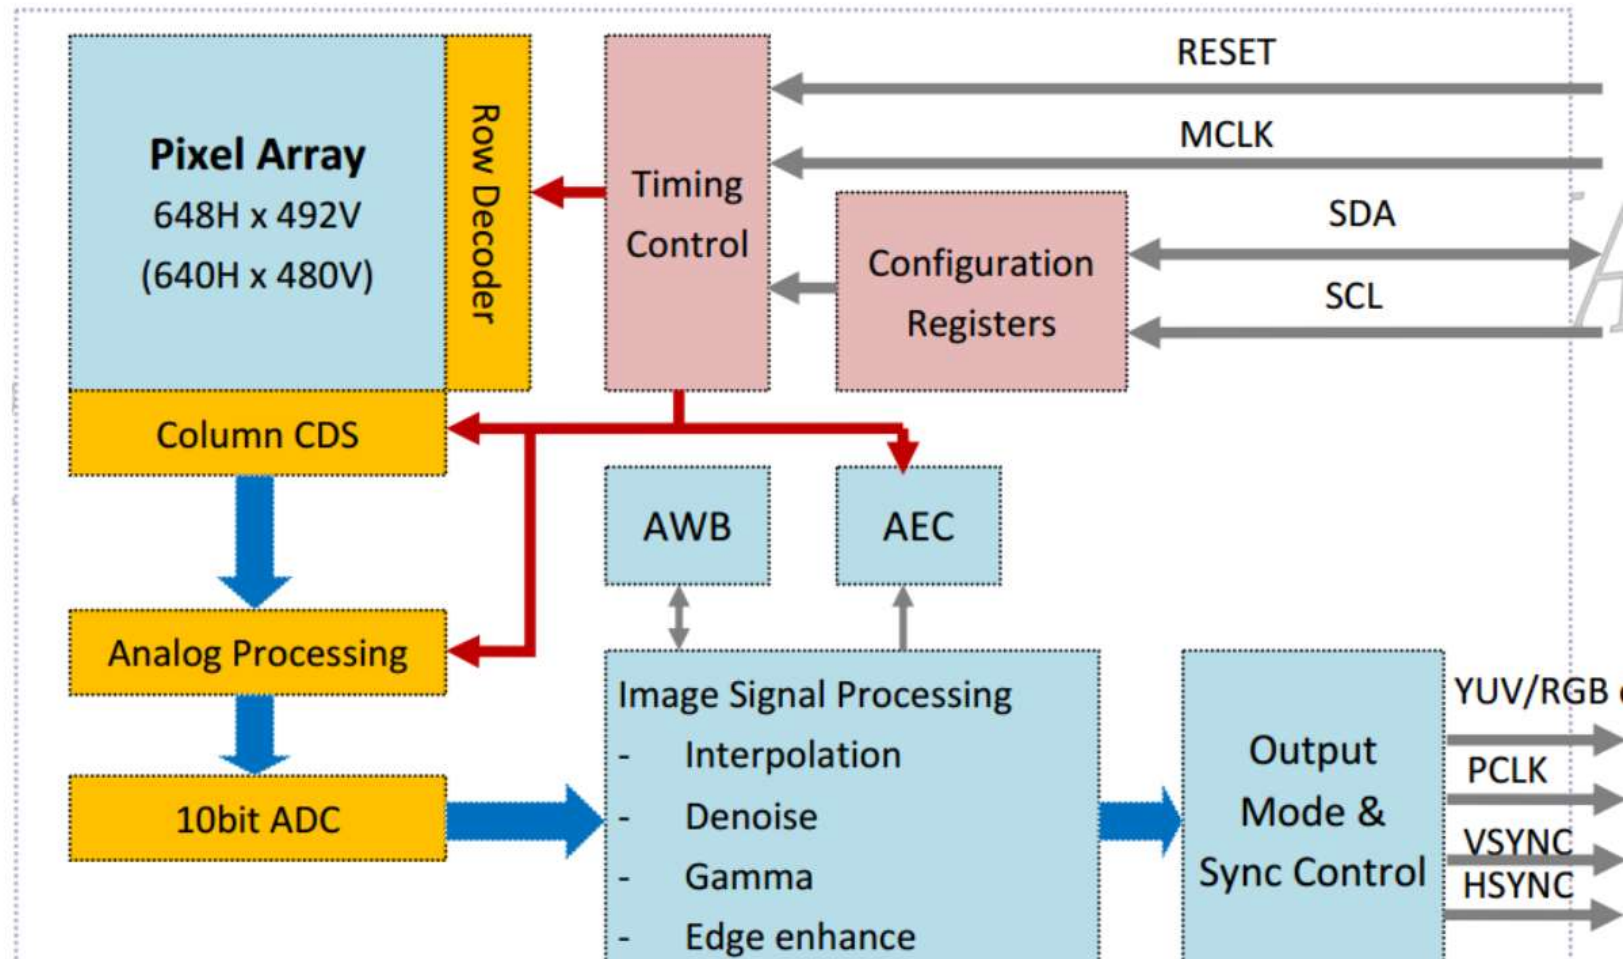 Pixel Array
648H x 492V
(640H x 480V)
Row Decoder
Column CDS
Timing
Control
RESET
MCLK
Configuration
Registers
SDA
SCL
AWB
AEC
Analog Processing
10bit ADC
Image Signal Processing
- Interpolation
- Denoise
- Gamma
- Edge enhance
Output
Mode &
Sync Control
YUV/RGB
PCLK
VSYNC
HSYNC